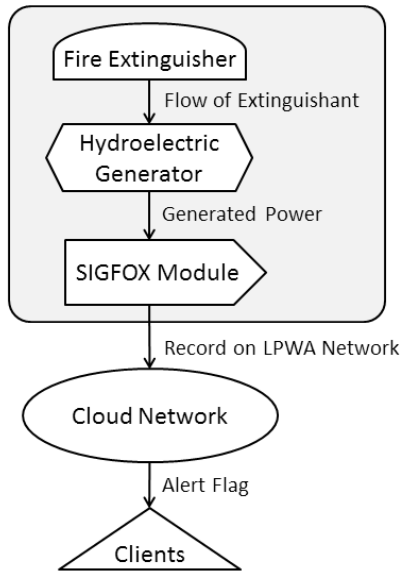 Fire Extinguisher
Flow of Extinguishant
Hydroelectric
Generator
Generated Power
SIGFOX Module
Record on LPWA Network
Cloud Network
Alert Flag
Clients